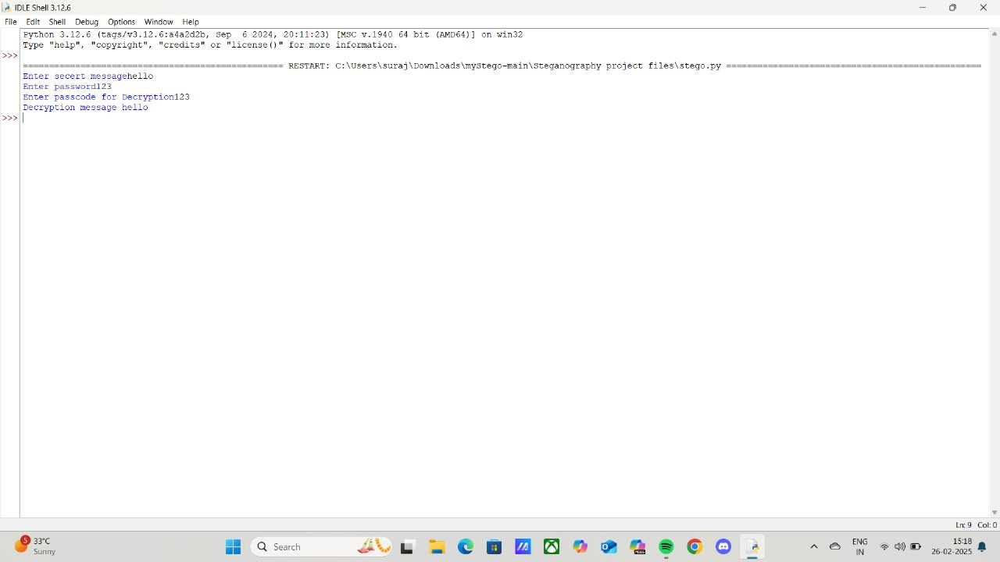 IDLE Shell 3.12.6
File Edit Shell Debug Options Window Help
Python 3.12.6 (tags/v3.12.6:a4a2d2b, Sep  6 2024, 20:11:23) [MSC v.1940 64 bit (AMD64)] on win32
Type "help", "copyright", "credits" or "license()" for more information.
>>>
================================================== RESTART: C:\Users\suraj\Downloads\myStego-main\Steganography project files\stego.py =================================================
Enter secert messagehello
Enter password123
Enter passcode for Decryption123
Decryption message hello
>>>
Ln: 9 Col: 0
5 33°C Search M365 ENG 15:18
Sunny IN 26-02-2025